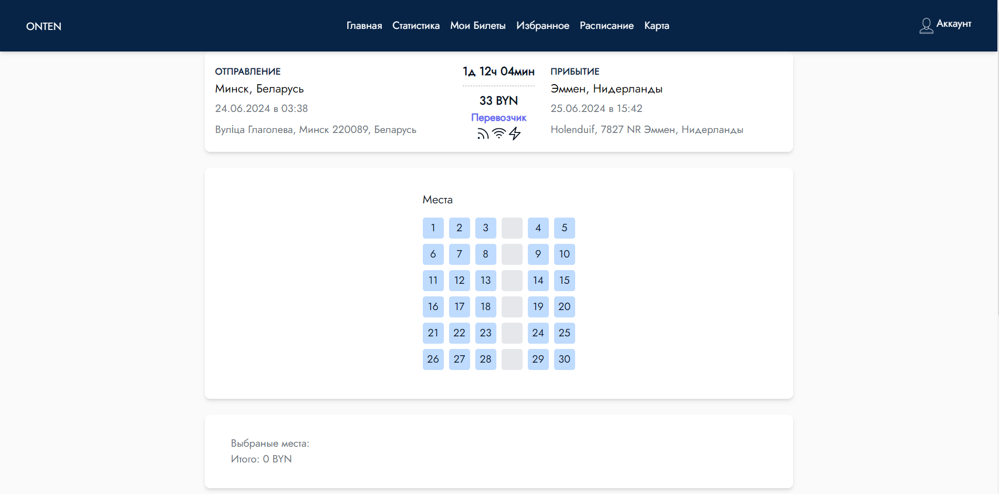 ONTEN
Главная Статистика Мои Билеты Избранное Расписание Карта
Аккаунт
ОТПРАВЛЕНИЕ
Минск, Беларусь
24.06.2024 в 03:38
Вуліца Глаголева, Минск 220089, Беларусь
1д 12ч 04мин
33 BYN
Перевозчик
ПРИБЫТИЕ
Эммен, Нидерланды
25.06.2024 в 15:42
Holenduif, 7827 NR Эммен, Нидерланды
Места
1 2 3 4 5
6 7 8 9 10
11 12 13 14 15
16 17 18 19 20
21 22 23 24 25
26 27 28 29 30
Выбраные места:
Итого: 0 BYN